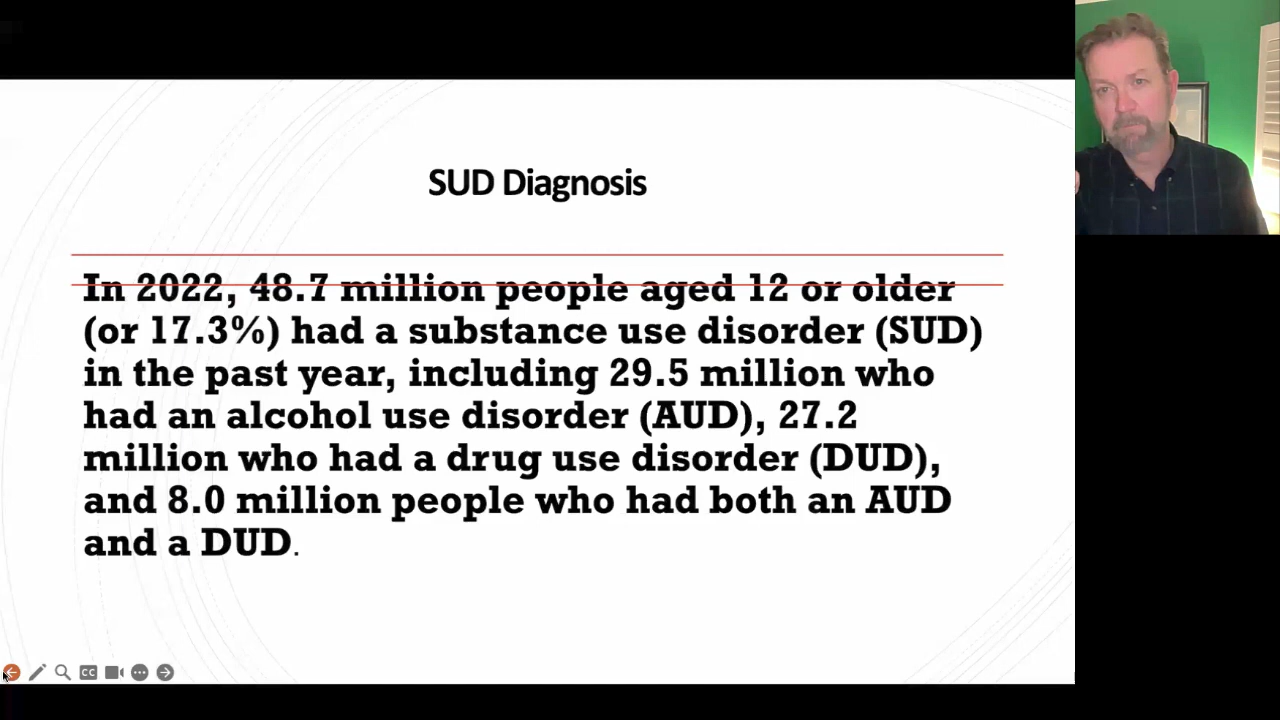 SUD Diagnosis
In 2022, 48.7 million people aged 12 or older
(or 17.3%) had a substance use disorder (SUD)
in the past year, including 29.5 million who
had an alcohol use disorder (AUD), 27.2
million who had a drug use disorder (DUD),
and 8.0 million people who had both an AUD
and a DUD.
CC